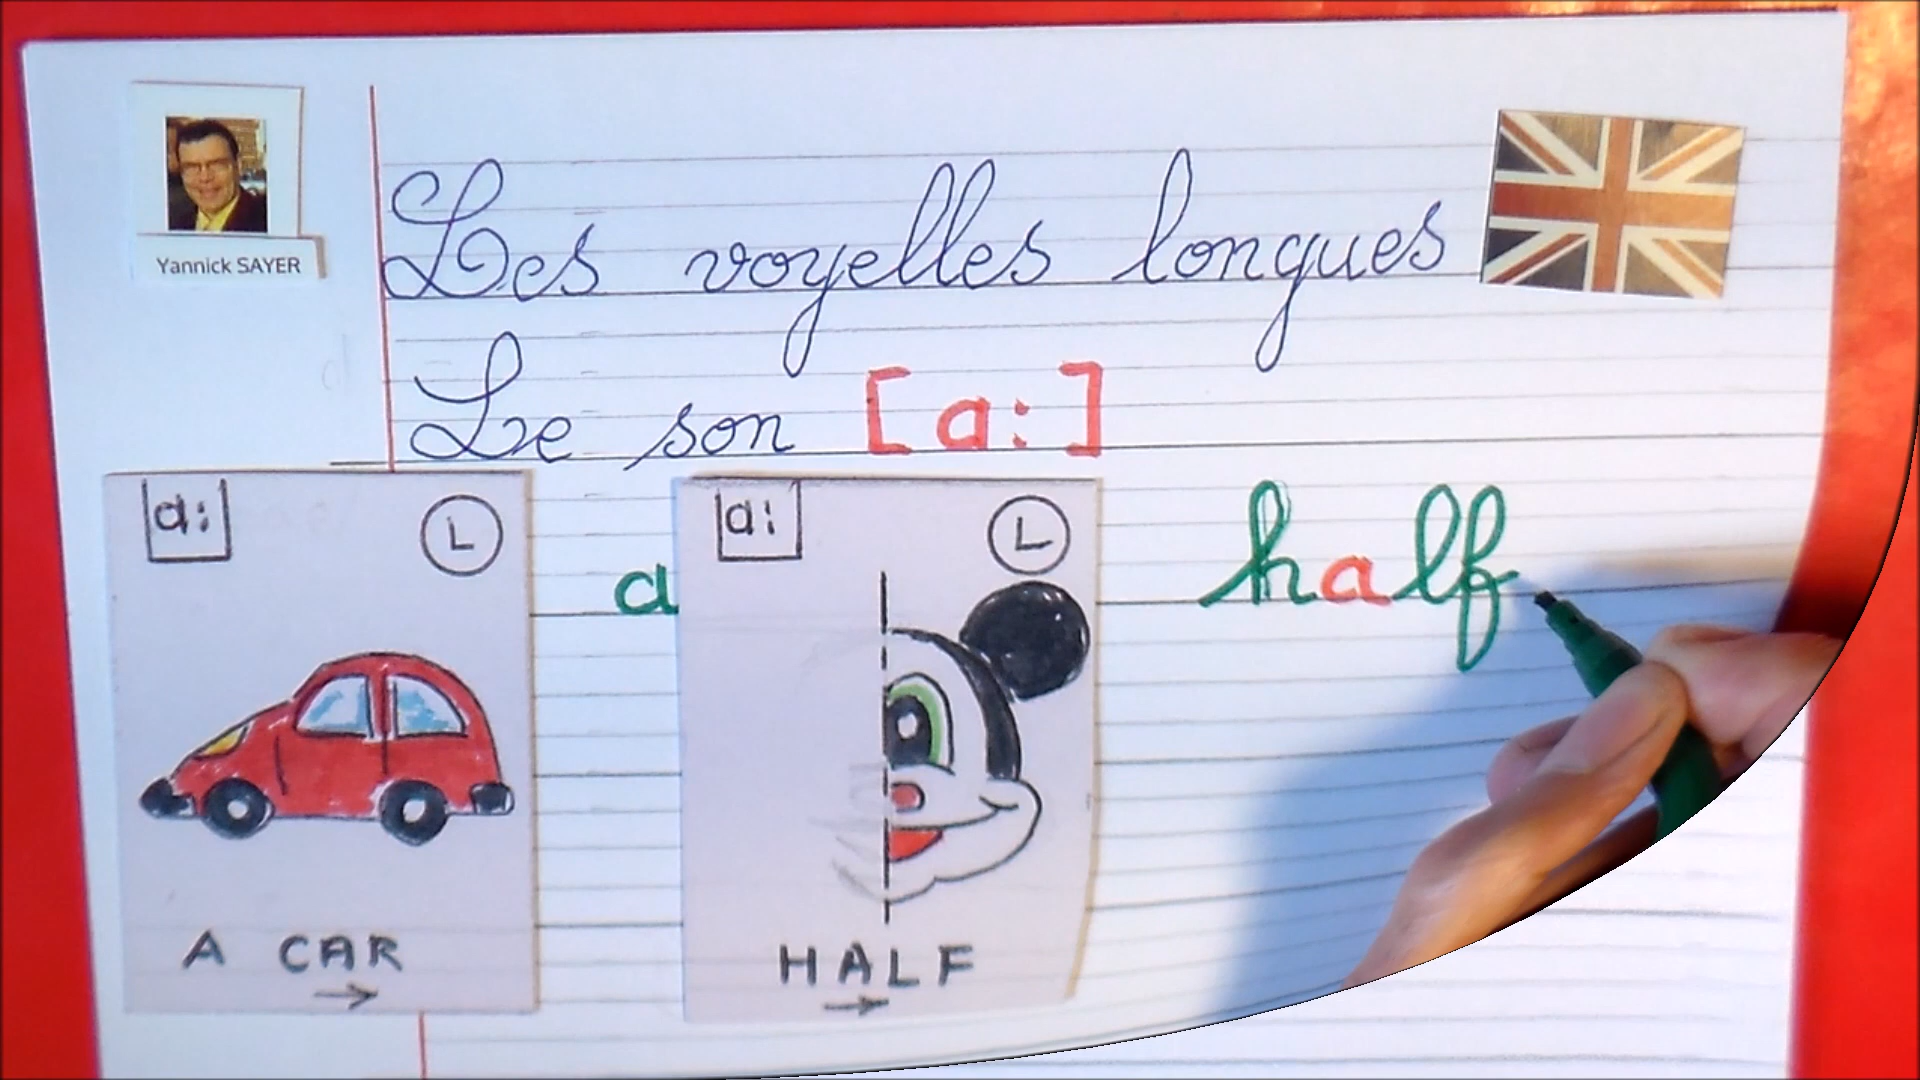 Yannick SAYER
Les voyelles longues
Le son [a:]
a:
L
A CAR
a
a:
L
HALF
half